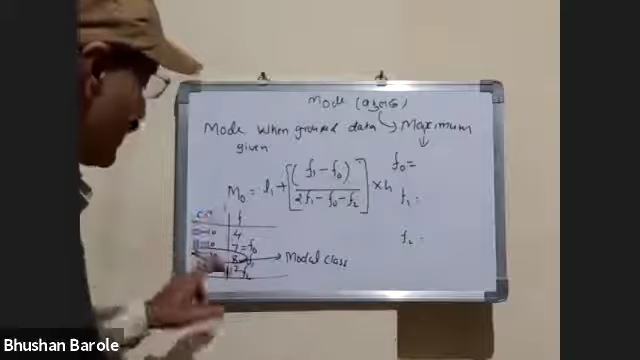 Mode
Mode when grouped data → Maximum
given
M₀ = l₁ + [(f₁ - f₀) / (2f₁ - f₀ - f₂)] × h
f₀ =
f₁ =
f₂ =
f
4
7 = f₀
8
→ Modal class
f₂
Bhushan Barole